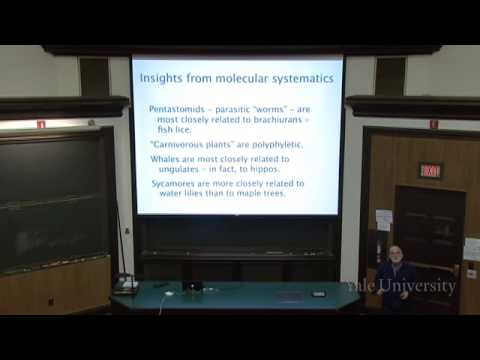 Insights from molecular systematics
Pentastomids - parasitic "worms" - are
most closely related to brachiurans =
fish lice.
"Carnivorous plants" are polyphyletic.
Whales are most closely related to
ungulates - in fact, to hippos.
Sycamores are more closely related to
water lilies than to maple trees.
EXIT
Yale University